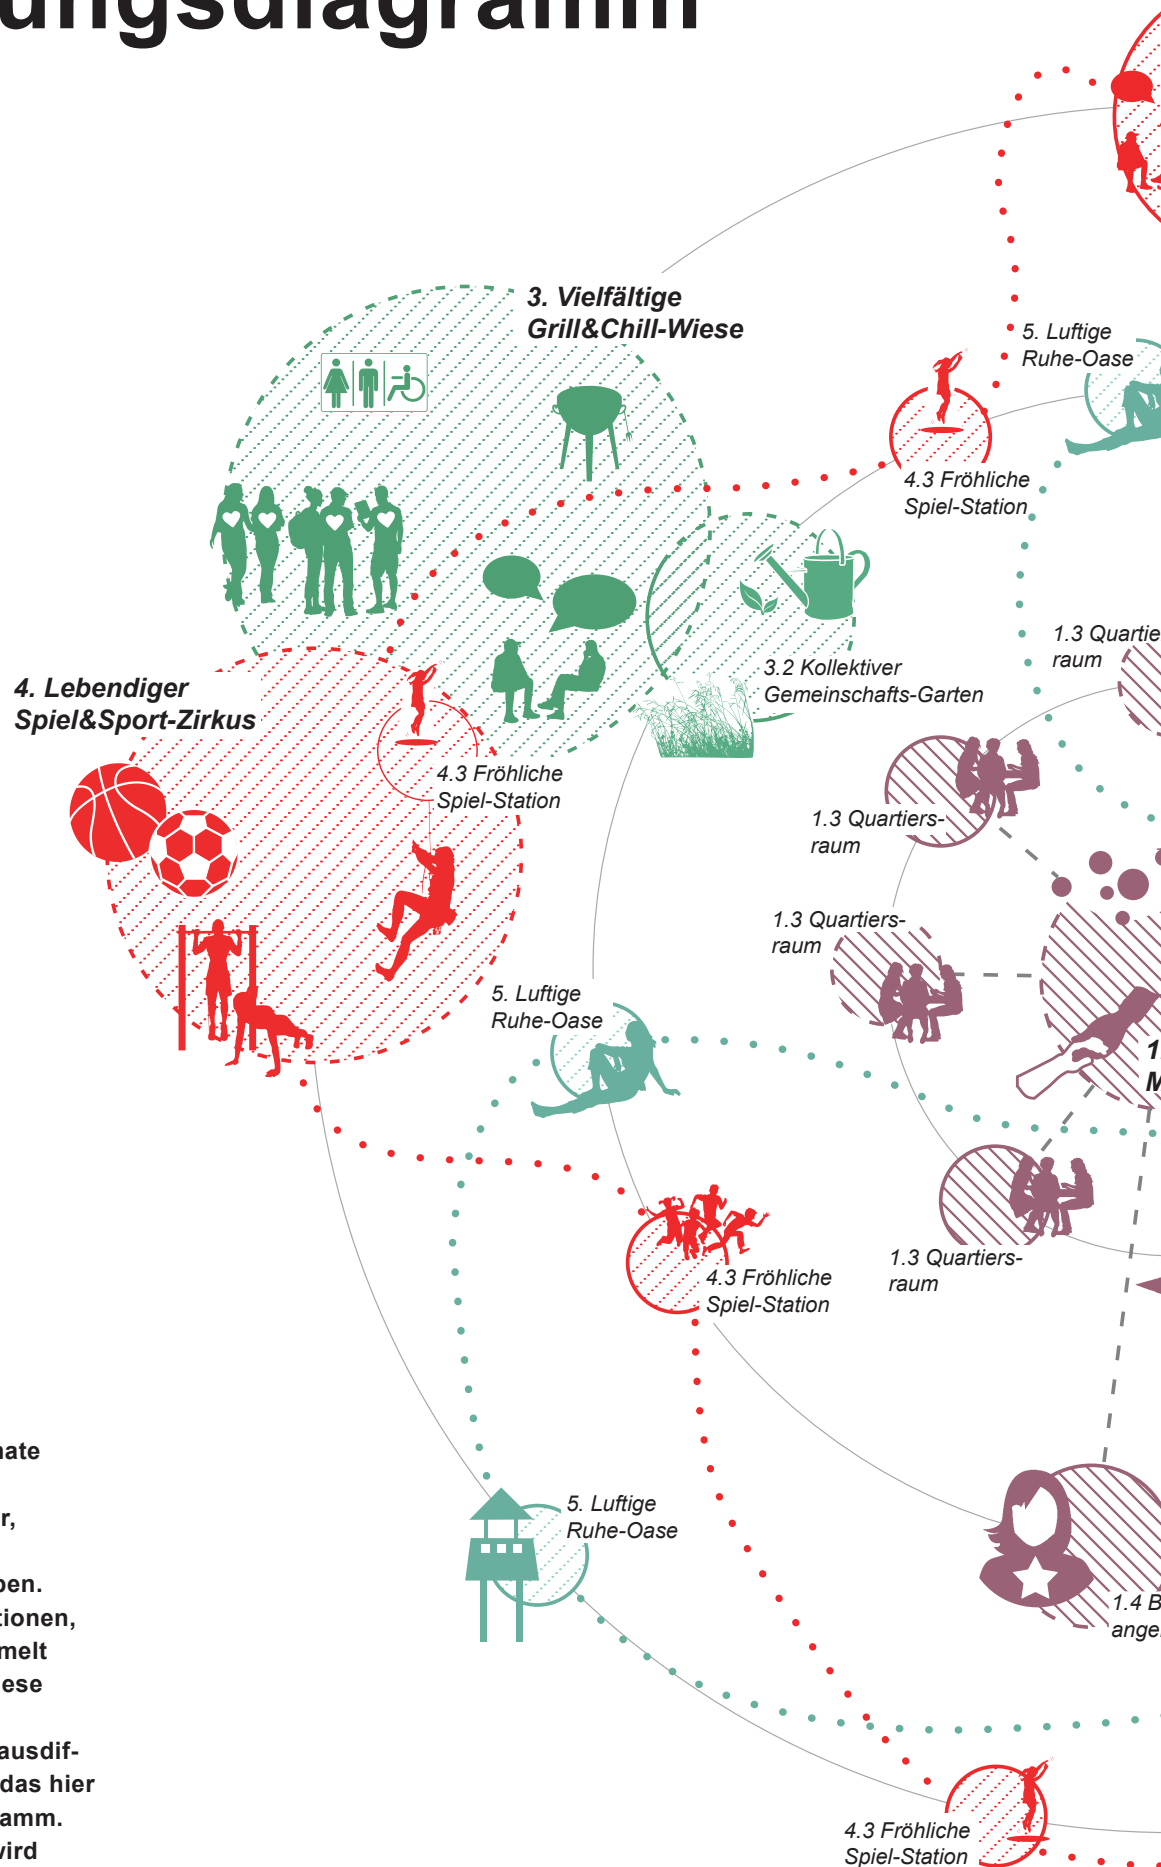 ungsdiagramm
3. Vielfältige
Grill&Chill-Wiese
5. Luftige
Ruhe-Oase
4.3 Fröhliche
Spiel-Station
1.3 Quartie
raum
3.2 Kollektiver
Gemeinschafts-Garten
4. Lebendiger
Spiel&Sport-Zirkus
4.3 Fröhliche
Spiel-Station
1.3 Quartiers-
raum
1.3 Quartiers-
raum
5. Luftige
Ruhe-Oase
1.
M
1.3 Quartiers-
raum
4.3 Fröhliche
Spiel-Station
nate
r,
5. Luftige
Ruhe-Oase
ben.
tionen,
melt
ese
1.4 B
ange
ausdif-
das hier
amm.
wird
4.3 Fröhliche
Spiel-Station